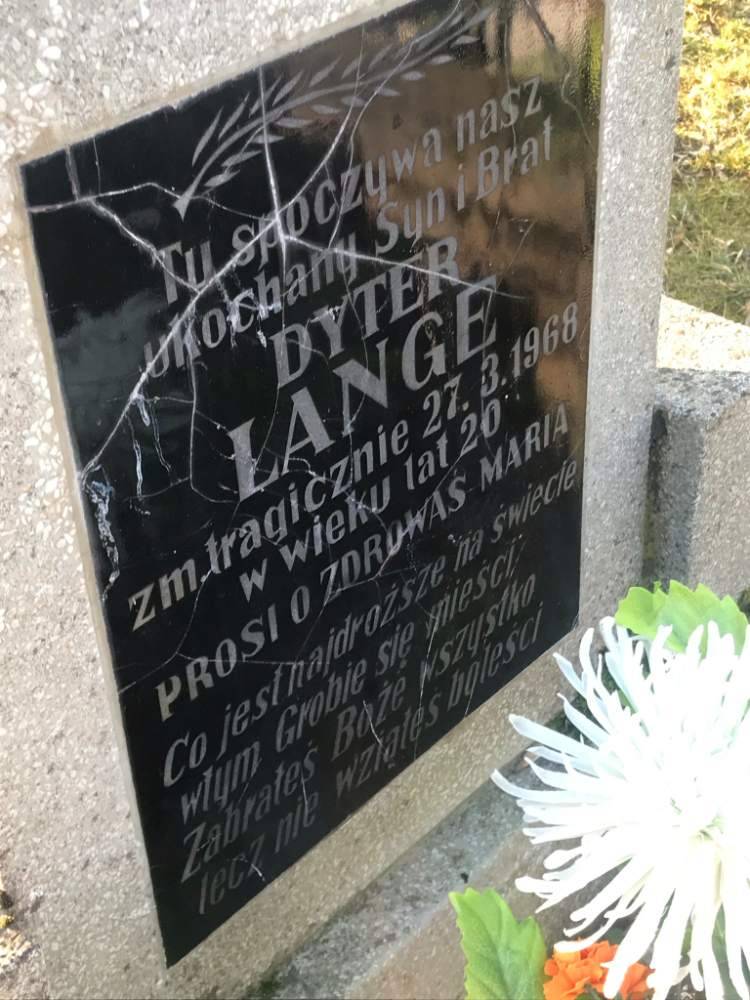 Tu spoczywa nasz
ukochany Syn i Brat
DYTER
LANGE
zm. tragicznie 27. 3. 1968
w wieku lat 20
PROSI O ZDROWAŚ MARIA
Co jest najdroższe na świecie
wtym Grobie się mieści,
Zabrałeś Boże wszystko
lecz nie wziąłeś boleści